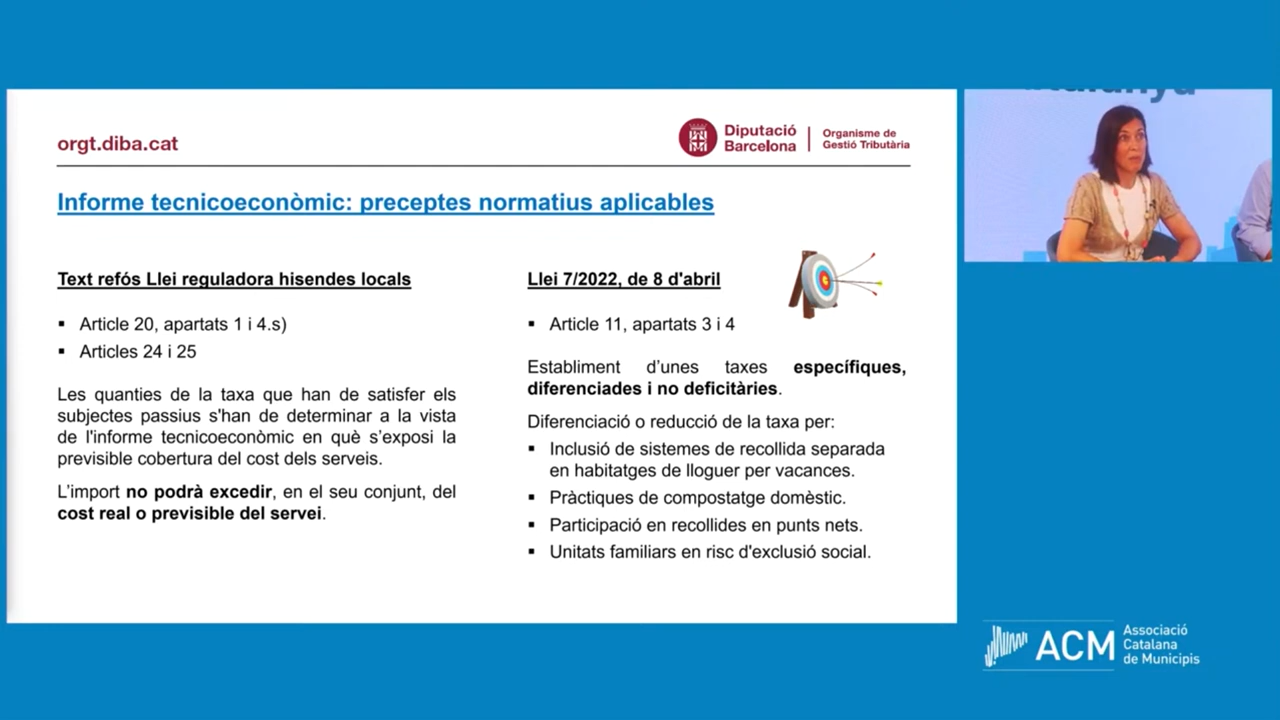 orgt.diba.cat
Diputació
Barcelona
Organisme de
Gestió Tributària
Informe tecnicoeconòmic: preceptes normatius aplicables
Text refós Llei reguladora hisendes locals
▪ Article 20, apartats 1 i 4.s)
▪ Articles 24 i 25
Les quanties de la taxa que han de satisfer els
subjectes passius s'han de determinar a la vista
de l'informe tecnicoeconòmic en què s’exposi la
previsible cobertura del cost dels serveis.
L’import no podrà excedir, en el seu conjunt, del
cost real o previsible del servei.
Llei 7/2022, de 8 d'abril
▪ Article 11, apartats 3 i 4
Establiment d’unes taxes específiques,
diferenciades i no deficitàries.
Diferenciació o reducció de la taxa per:
▪ Inclusió de sistemes de recollida separada
en habitatges de lloguer per vacances.
▪ Pràctiques de compostatge domèstic.
▪ Participació en recollides en punts nets.
▪ Unitats familiars en risc d'exclusió social.
ACM
Associació
Catalana
de Municipis